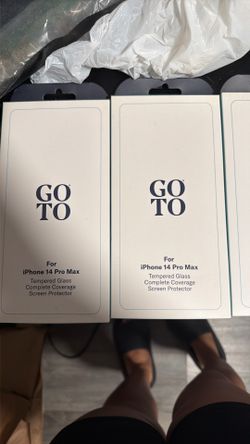 GO
TO
For
iPhone 14 Pro Max
Tempered Glass
Complete Coverage
Screen Protector
GO
TO
For
iPhone 14 Pro Max
Tempered Glass
Complete Coverage
Screen Protector